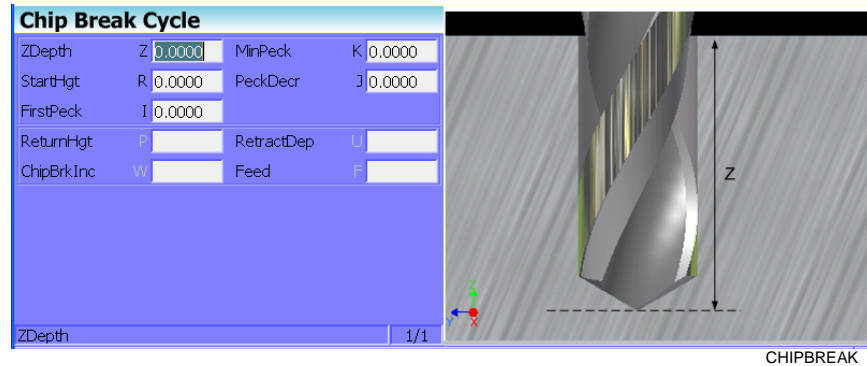 Chip Break Cycle
ZDepth Z 0.0000 MinPeck K 0.0000
StartHgt R 0.0000 PeckDecr J 0.0000
FirstPeck I 0.0000
ReturnHgt P RetractDep U
ChipBrkInc W Feed F
Z
Z
Y X
ZDepth 1/1
CHIPBREAK